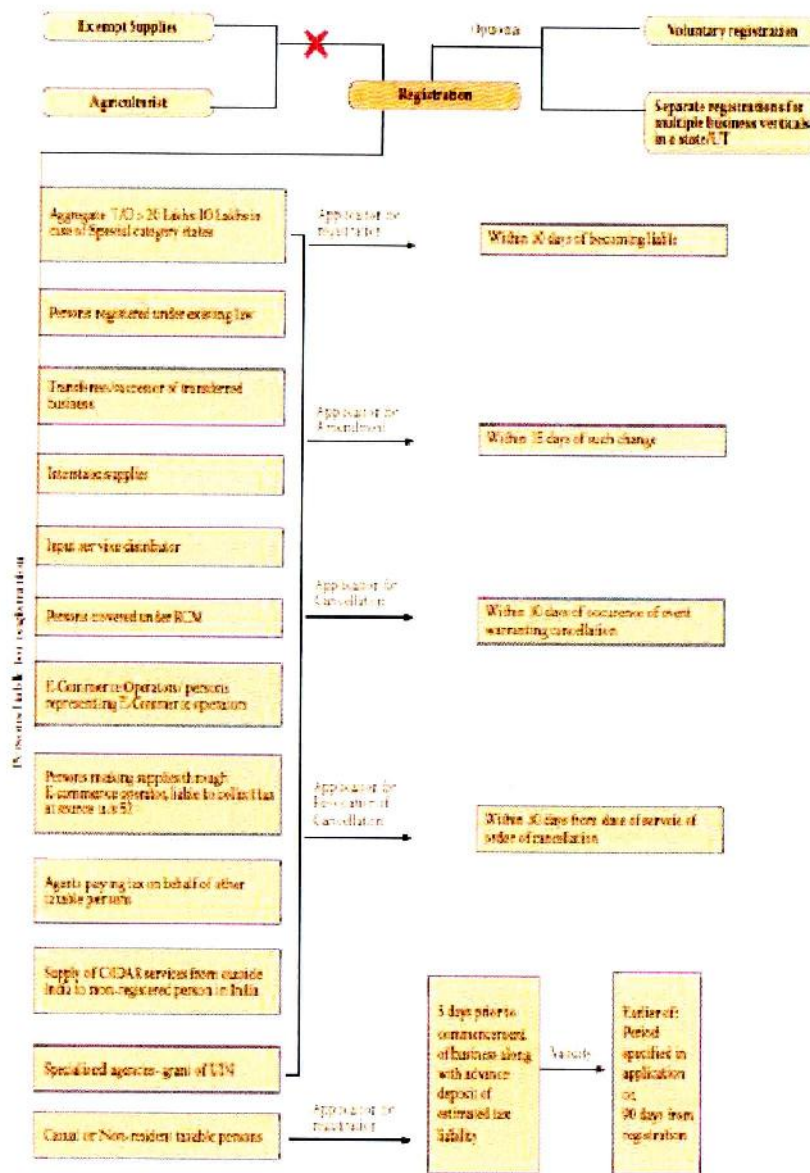 Exempt Supplies
Agriculturist
Optional
Registration
Voluntary registration
Separate registrations for
multiple business verticals
in a state/UT
Persons liable for registration
Aggregate T/O > 20 Lakhs/10 Lakhs in
case of Special category states
Application for
registration
Within 30 days of becoming liable
Persons registered under existing law
Transferee/successor of transferred
business
Application for
Amendment
Within 15 days of such change
Interstate supplies
Input service distributor
Persons covered under RCM
Application for
Cancellation
Within 30 days of occurence of event
warranting cancellation
E-Commerce Operators/ persons
representing E-Commerce operators
Persons making supplies through
E-commerce operator, liable to collect tax
at source u/s 52
Application for
Revocation of
Cancellation
Within 30 days from date of service of
order of cancellation
Agents paying tax on behalf of other
taxable persons
Supply of OIDAR services from outside
India to non-registered person in India
Specialised agencies- grant of UIN
Casual or Non-resident taxable persons
Application for
registration
5 days prior to
commencement
of business along
with advance
deposit of
estimated tax
liability
Validity
Earlier of:
Period
specified in
application
or
90 days from
registration